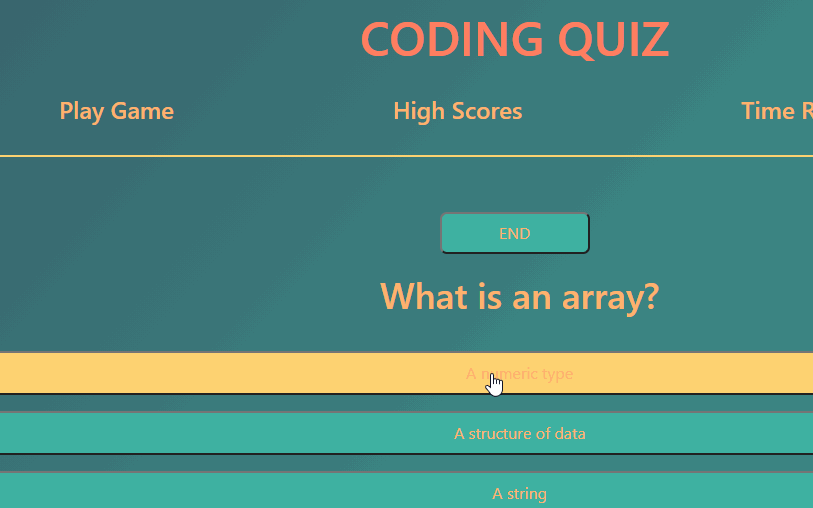 CODING QUIZ
Play Game High Scores Time R
END
What is an array?
A numeric type
A structure of data
A string